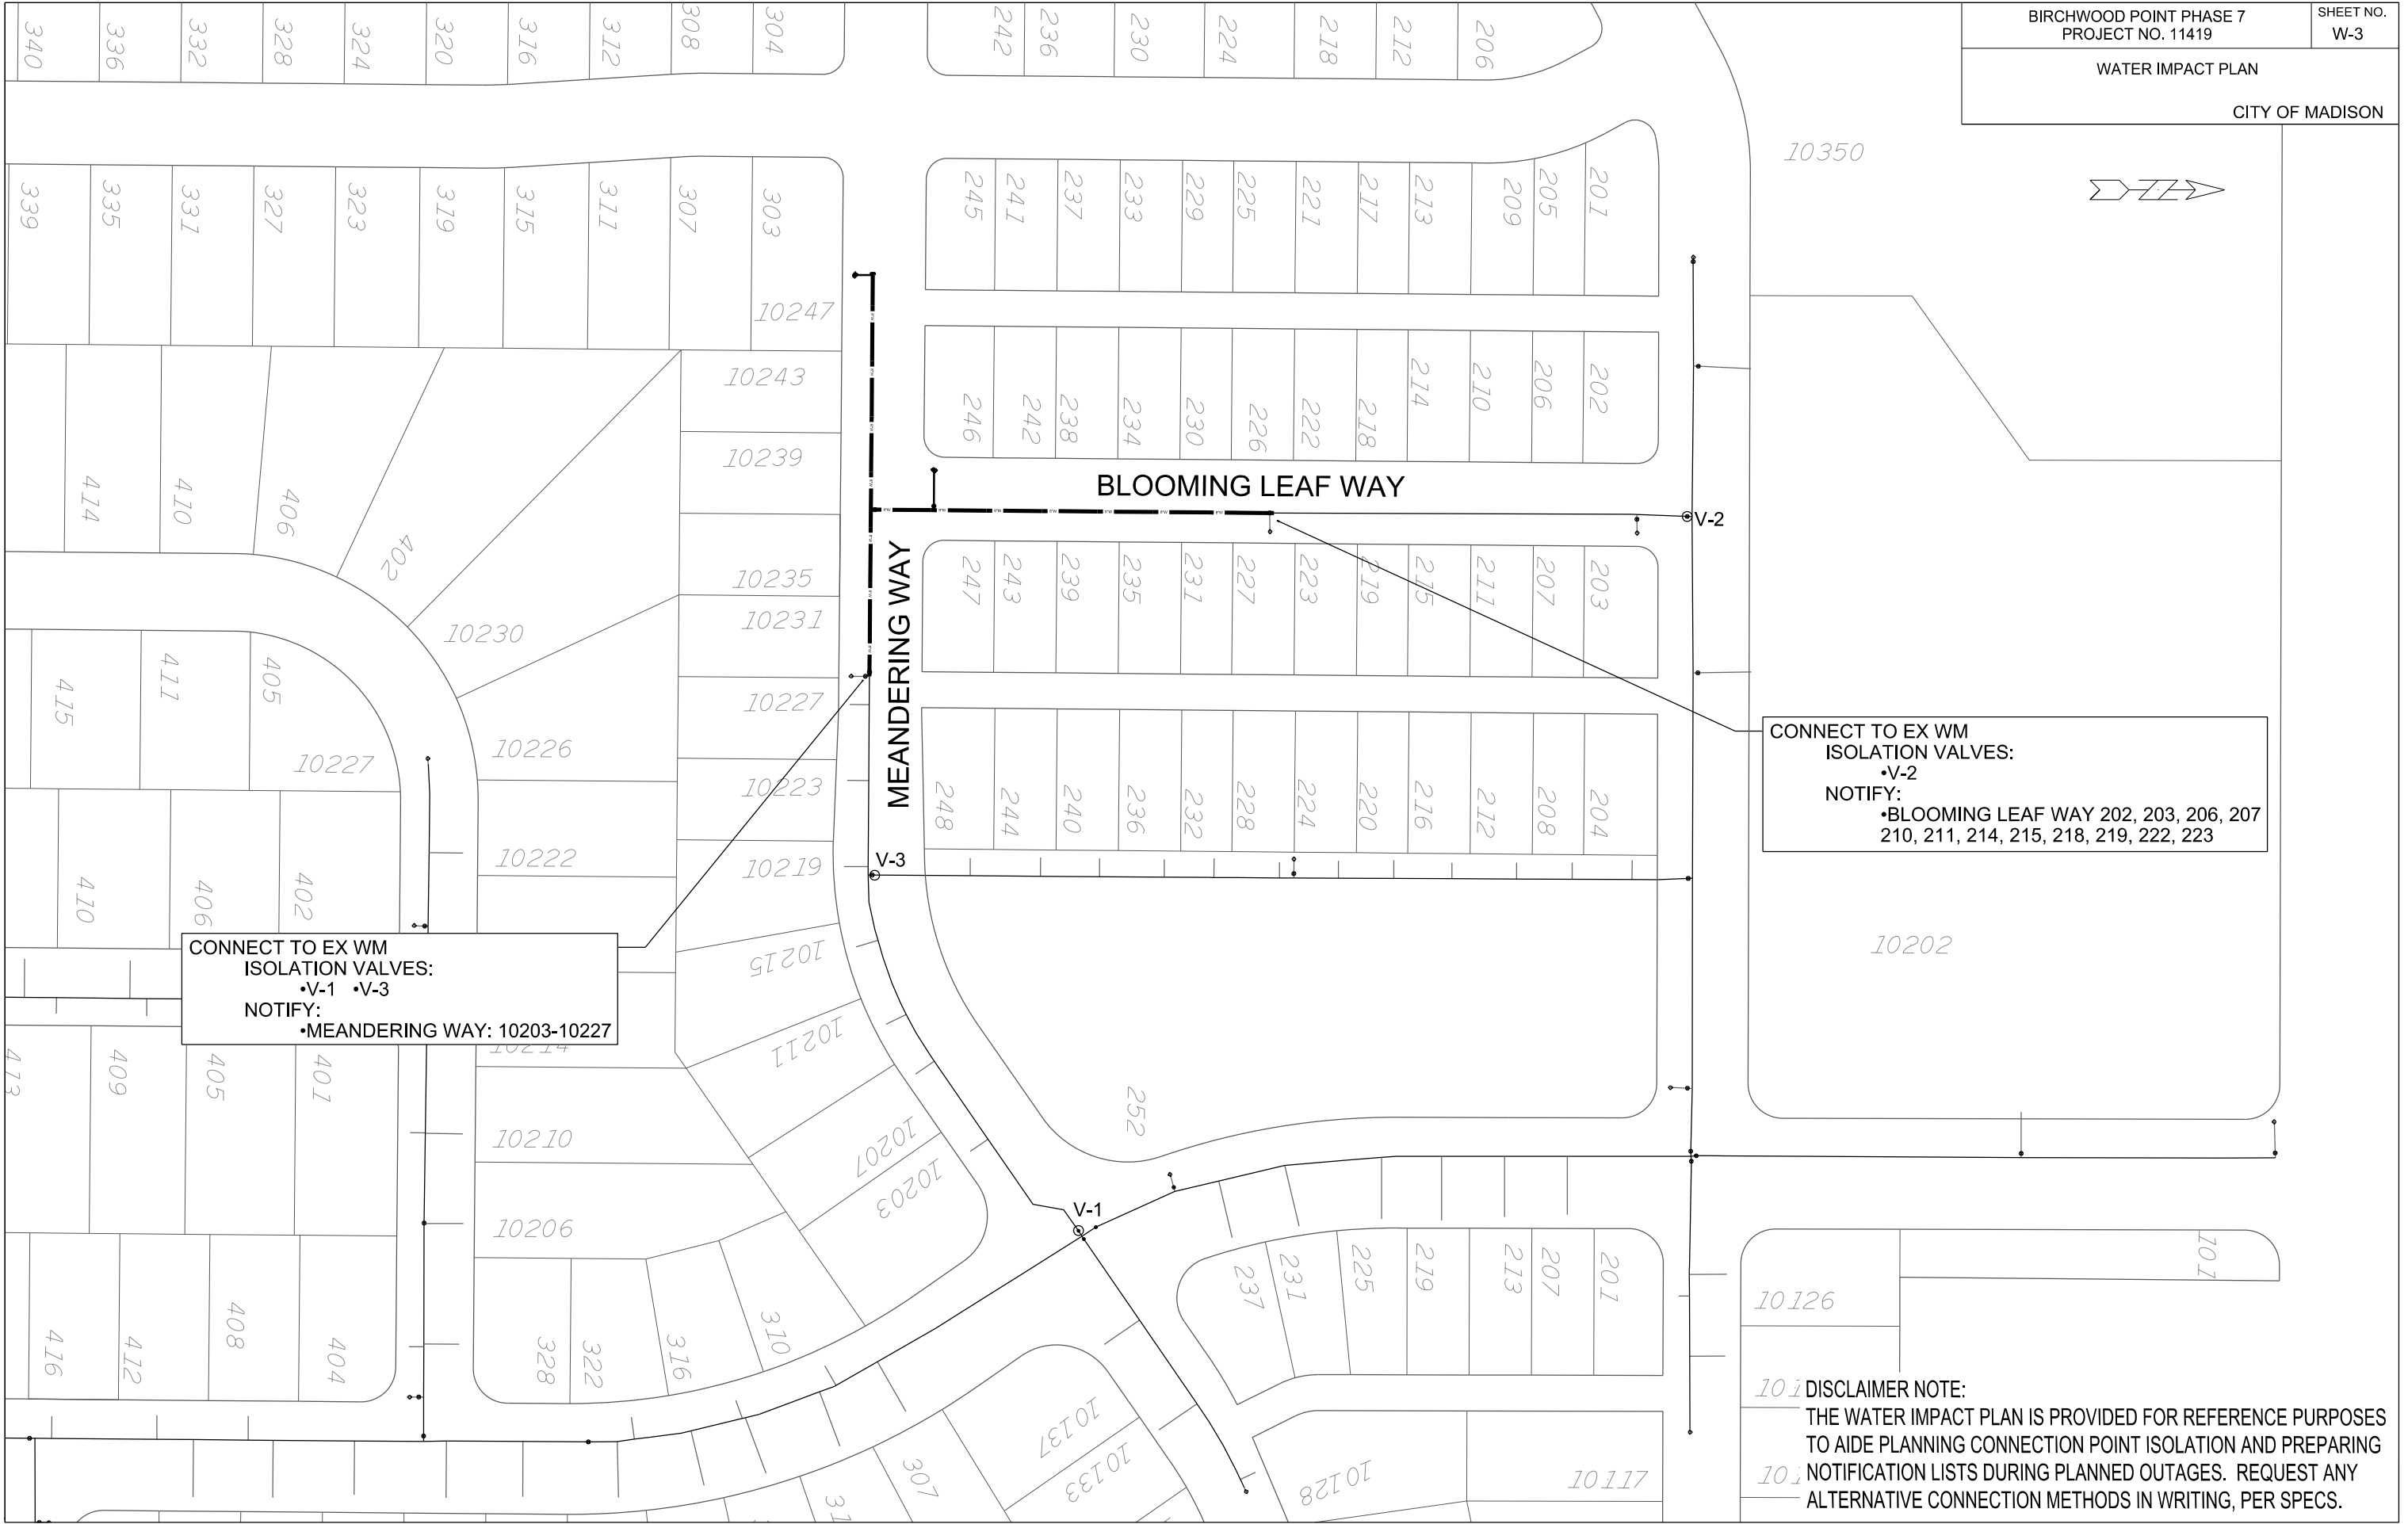 BIRCHWOOD POINT PHASE 7
PROJECT NO. 11419
SHEET NO.
W-3
WATER IMPACT PLAN
CITY OF MADISON
340 336 332 328 324 320 316 312 308 304
242 236 230 224 218 212 206
10350
339 335 331 327 323 319 315 311 307 303
245 241 237 233 229 225 221 217 213 209 205 201
10247
10243
10239
10235
10231
10227
10223
10219
10215
10211
10207
10203
246 242 238 234 230 226 222 218 214 210 206 202
BLOOMING LEAF WAY
V-2
MEANDERING WAY
414 410 406 402
10230
247 243 239 235 231 227 223 219 215 211 207 203
415 411 405
10227
10226
10222
248 244 240 236 232 228 224 220 216 212 208 204
V-3
CONNECT TO EX WM
ISOLATION VALVES:
•V-2
NOTIFY:
•BLOOMING LEAF WAY 202, 203, 206, 207
210, 211, 214, 215, 218, 219, 222, 223
410 406 402
10202
CONNECT TO EX WM
ISOLATION VALVES:
•V-1 •V-3
NOTIFY:
•MEANDERING WAY: 10203-10227
10214
413 409 405 401
252
10210
10206
V-1
416 412 408 404
328 322 316 310
237 231 225 219 213 207 201
101
10126
307
10137
10133
10128
10117
DISCLAIMER NOTE:
THE WATER IMPACT PLAN IS PROVIDED FOR REFERENCE PURPOSES
TO AIDE PLANNING CONNECTION POINT ISOLATION AND PREPARING
NOTIFICATION LISTS DURING PLANNED OUTAGES. REQUEST ANY
ALTERNATIVE CONNECTION METHODS IN WRITING, PER SPECS.